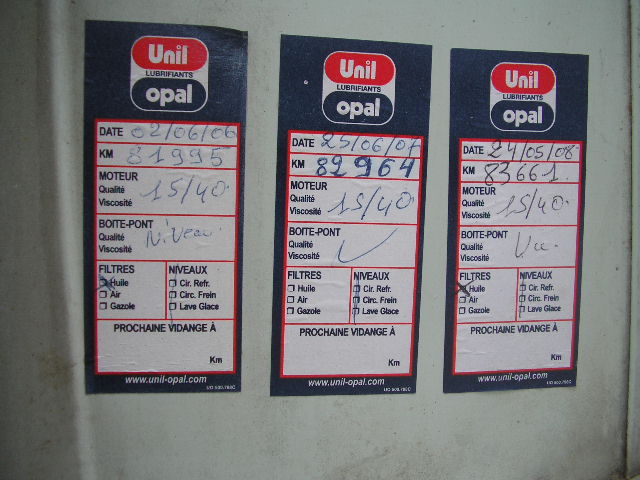 Unil
LUBRIFIANTS
opal
DATE 02/06/06
KM 81995
MOTEUR
Qualité 15/40
Viscosité
BOITE-PONT
Qualité Niveau
Viscosité
FILTRES NIVEAUX
Huile Cir. Refr.
Air Circ. Frein
Gazole Lave Glace
PROCHAINE VIDANGE À
Km
www.unil-opal.com
Unil
LUBRIFIANTS
opal
DATE 25/06/07
KM 82964
MOTEUR
Qualité 15/40
Viscosité
BOITE-PONT
Qualité
Viscosité
FILTRES NIVEAUX
Huile Cir. Refr.
Air Circ. Frein
Gazole Lave Glace
PROCHAINE VIDANGE À
Km
www.unil-opal.com
Unil
LUBRIFIANTS
opal
DATE 24/05/08
KM 83661
MOTEUR
Qualité 15/40
Viscosité
BOITE-PONT
Qualité
Viscosité
FILTRES NIVEAUX
Huile Cir. Refr.
Air Circ. Frein
Gazole Lave Glace
PROCHAINE VIDANGE À
Km
www.unil-opal.com